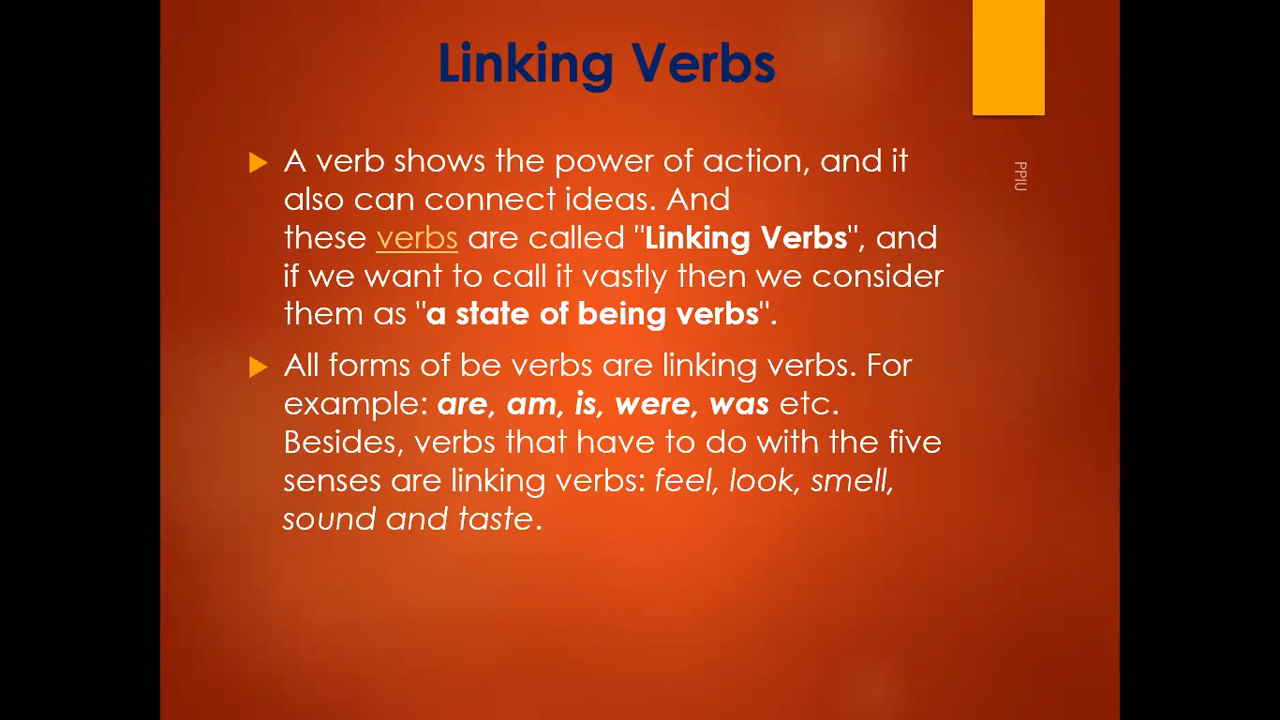 Linking Verbs
A verb shows the power of action, and it
also can connect ideas. And
these verbs are called "Linking Verbs", and
if we want to call it vastly then we consider
them as "a state of being verbs".
All forms of be verbs are linking verbs. For
example: are, am, is, were, was etc.
Besides, verbs that have to do with the five
senses are linking verbs: feel, look, smell,
sound and taste.
PPIU